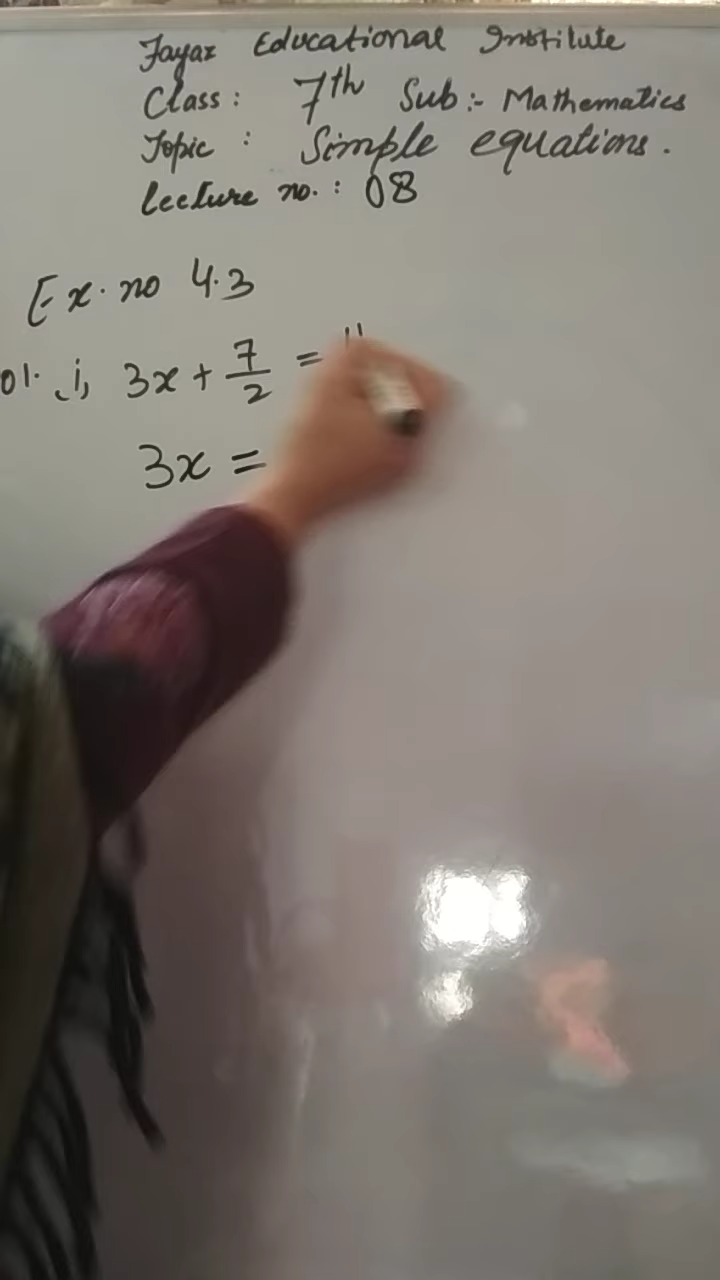 Fayaz Educational Institute
Class: 7th Sub:- Mathematics
Topic: Simple equations.
Lecture no.: 08
Ex. no 4.3
01. i, 3x + 7/2 =
3x =